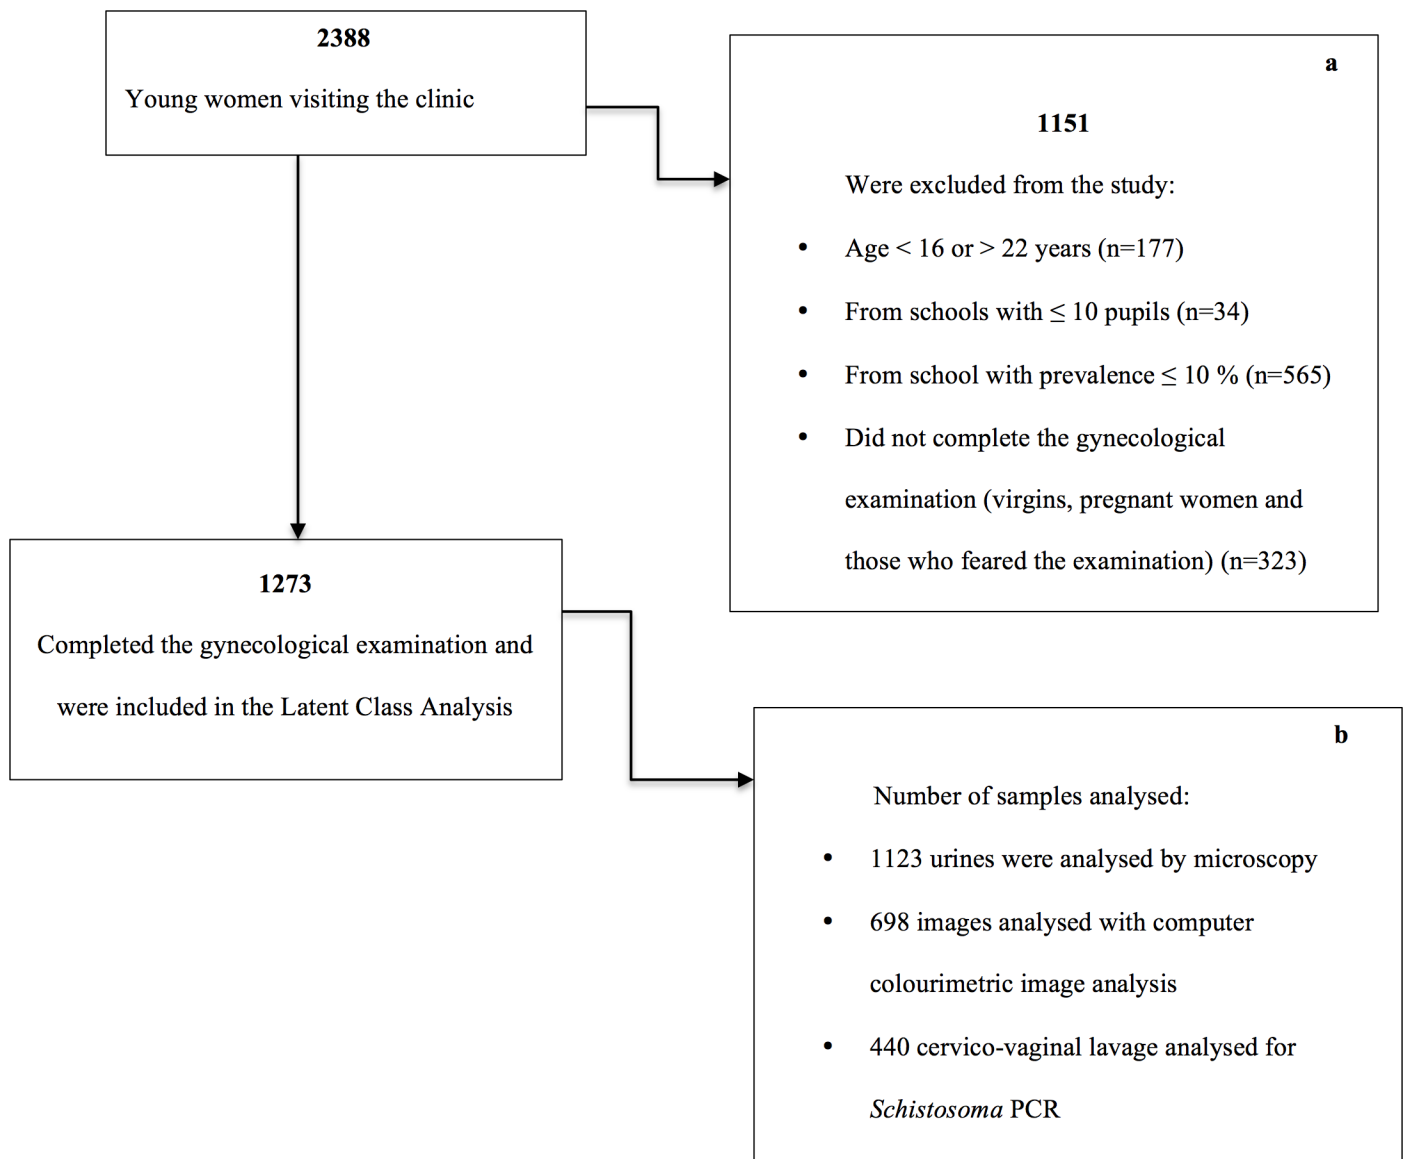 2388
Young women visiting the clinic
a
1151
Were excluded from the study:
• Age < 16 or > 22 years (n=177)
• From schools with ≤ 10 pupils (n=34)
• From school with prevalence ≤ 10 % (n=565)
• Did not complete the gynecological
examination (virgins, pregnant women and
those who feared the examination) (n=323)
1273
Completed the gynecological examination and
were included in the Latent Class Analysis
b
Number of samples analysed:
• 1123 urines were analysed by microscopy
• 698 images analysed with computer
colourimetric image analysis
• 440 cervico-vaginal lavage analysed for
Schistosoma PCR